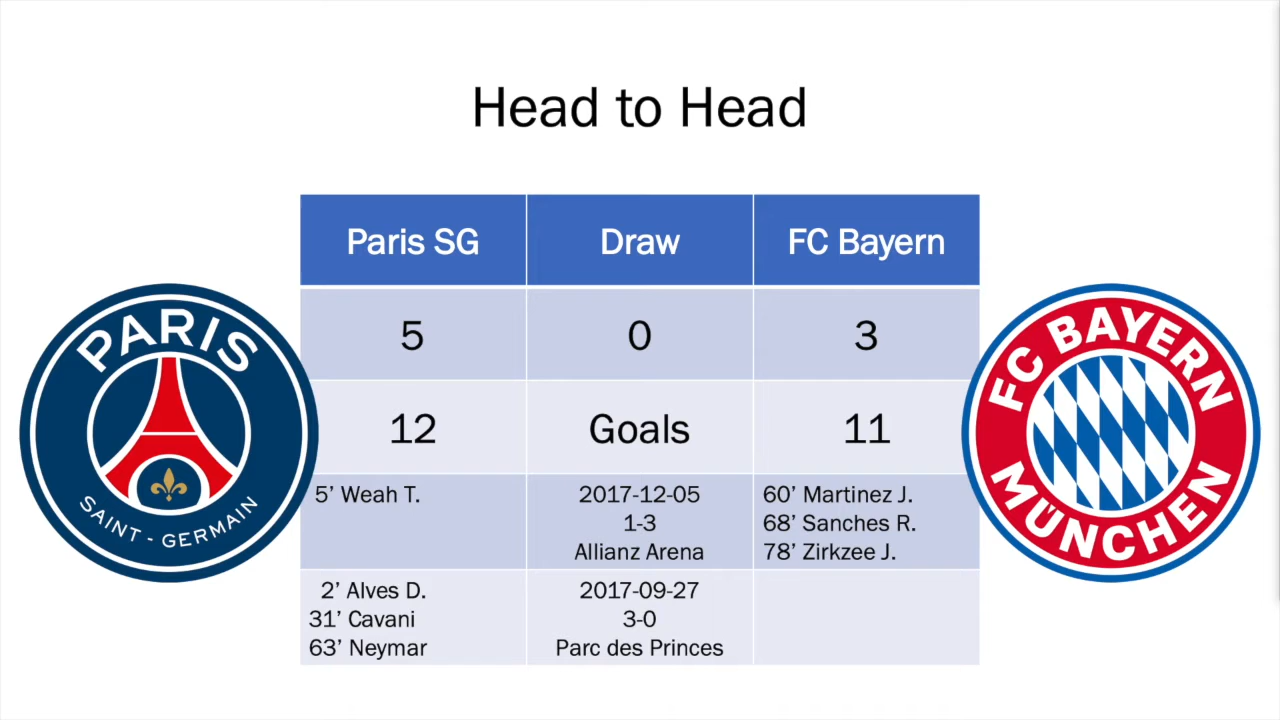 Head to Head
Paris SG Draw FC Bayern
5 0 3
12 Goals 11
5’ Weah T. 2017-12-05 60’ Martinez J.
1-3 68’ Sanches R.
Allianz Arena 78’ Zirkzee J.
2’ Alves D. 2017-09-27
31’ Cavani 3-0
63’ Neymar Parc des Princes
PARIS
SAINT-GERMAIN
FC BAYERN
MÜNCHEN